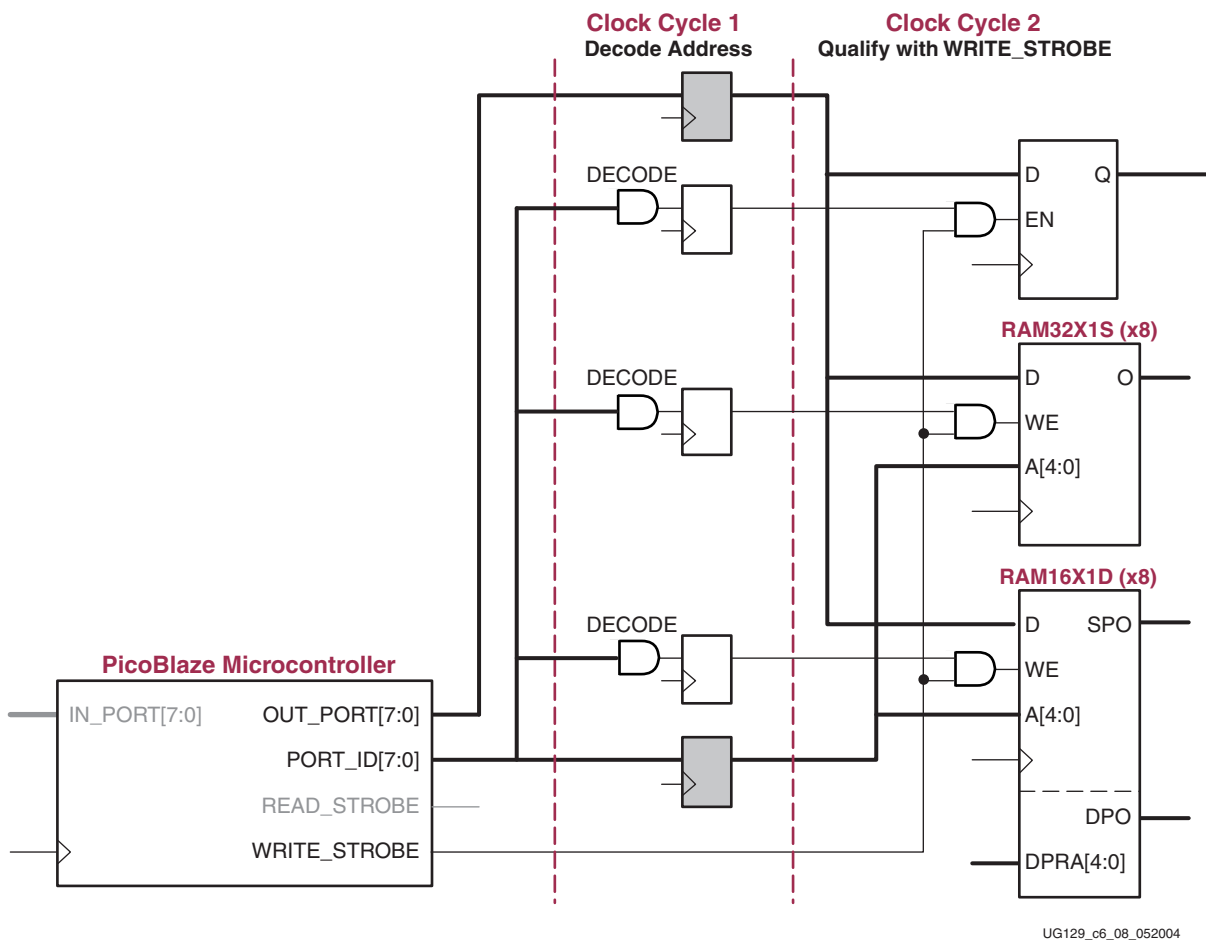 Clock Cycle 1
Decode Address
Clock Cycle 2
Qualify with WRITE_STROBE
DECODE
D
Q
EN
RAM32X1S (x8)
DECODE
D
O
WE
A[4:0]
RAM16X1D (x8)
DECODE
D
SPO
WE
A[4:0]
DPO
DPRA[4:0]
PicoBlaze Microcontroller
IN_PORT[7:0]
OUT_PORT[7:0]
PORT_ID[7:0]
READ_STROBE
WRITE_STROBE
UG129_c6_08_052004